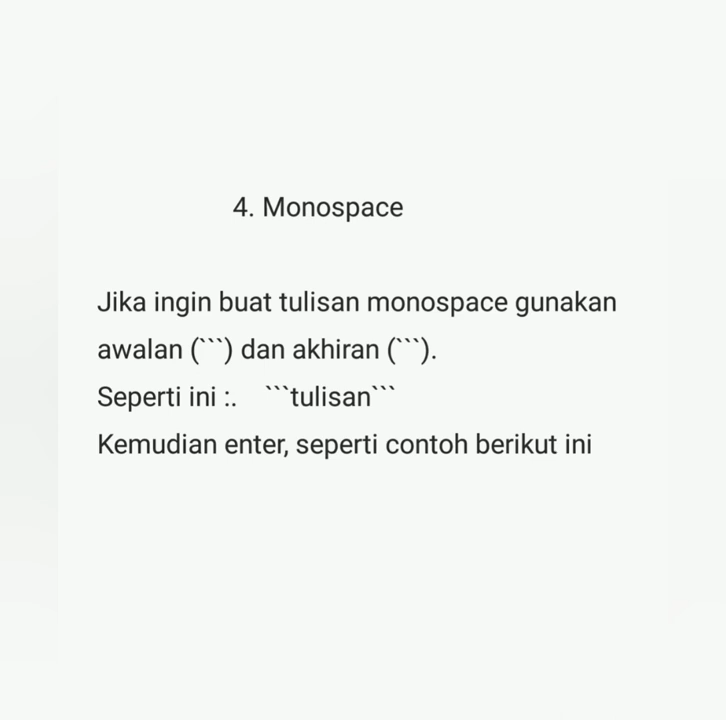 4. Monospace
Jika ingin buat tulisan monospace gunakan
awalan (```) dan akhiran (```).
Seperti ini :. ```tulisan```
Kemudian enter, seperti contoh berikut ini